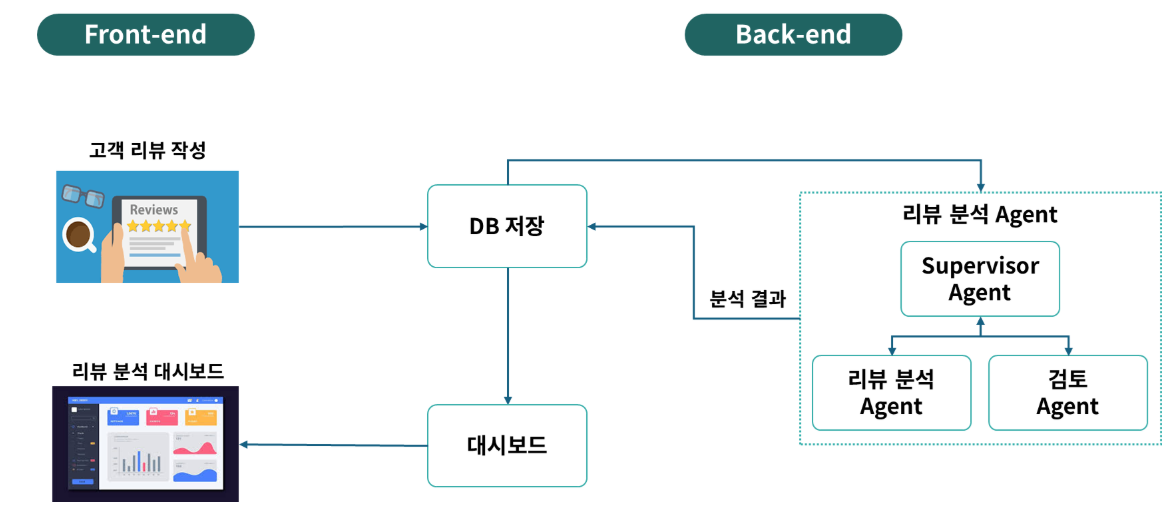 Front-end
Back-end
고객 리뷰 작성
Reviews
DB 저장
리뷰 분석 Agent
Supervisor
Agent
분석 결과
리뷰 분석
Agent
검토
Agent
리뷰 분석 대시보드
대시보드